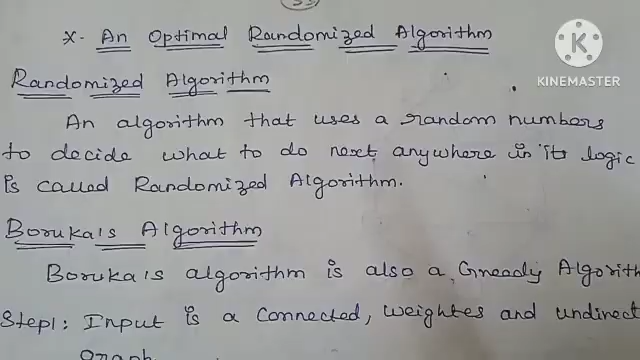 33
x. An Optimal Randomized Algorithm
KINEMASTER
Randomized Algorithm
An algorithm that uses a random numbers
to decide what to do next anywhere in its logic
is called Randomized Algorithm.
Borukals Algorithm
Borukals algorithm is also a Greedy Algorith
Step1: Input is a connected, weightes and undirect
Graph